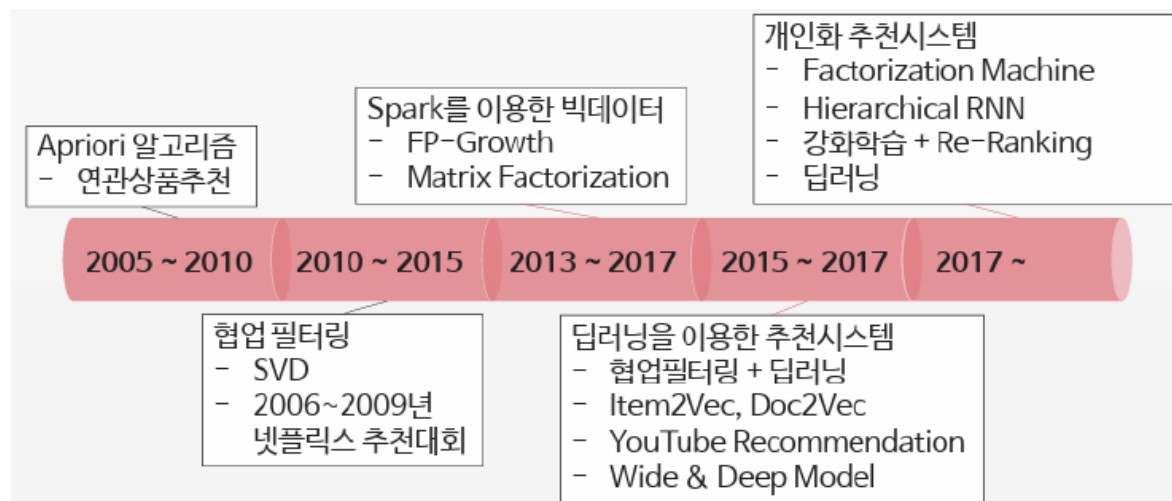 개인화 추천시스템
- Factorization Machine
- Hierarchical RNN
- 강화학습 + Re-Ranking
- 딥러닝
Spark를 이용한 빅데이터
- FP-Growth
- Matrix Factorization
Apriori 알고리즘
- 연관상품추천
2005 ~ 2010
2010 ~ 2015
2013 ~ 2017
2015 ~ 2017
2017 ~
협업 필터링
- SVD
- 2006~2009년
넷플릭스 추천대회
딥러닝을 이용한 추천시스템
- 협업필터링 + 딥러닝
- Item2Vec, Doc2Vec
- YouTube Recommendation
- Wide & Deep Model